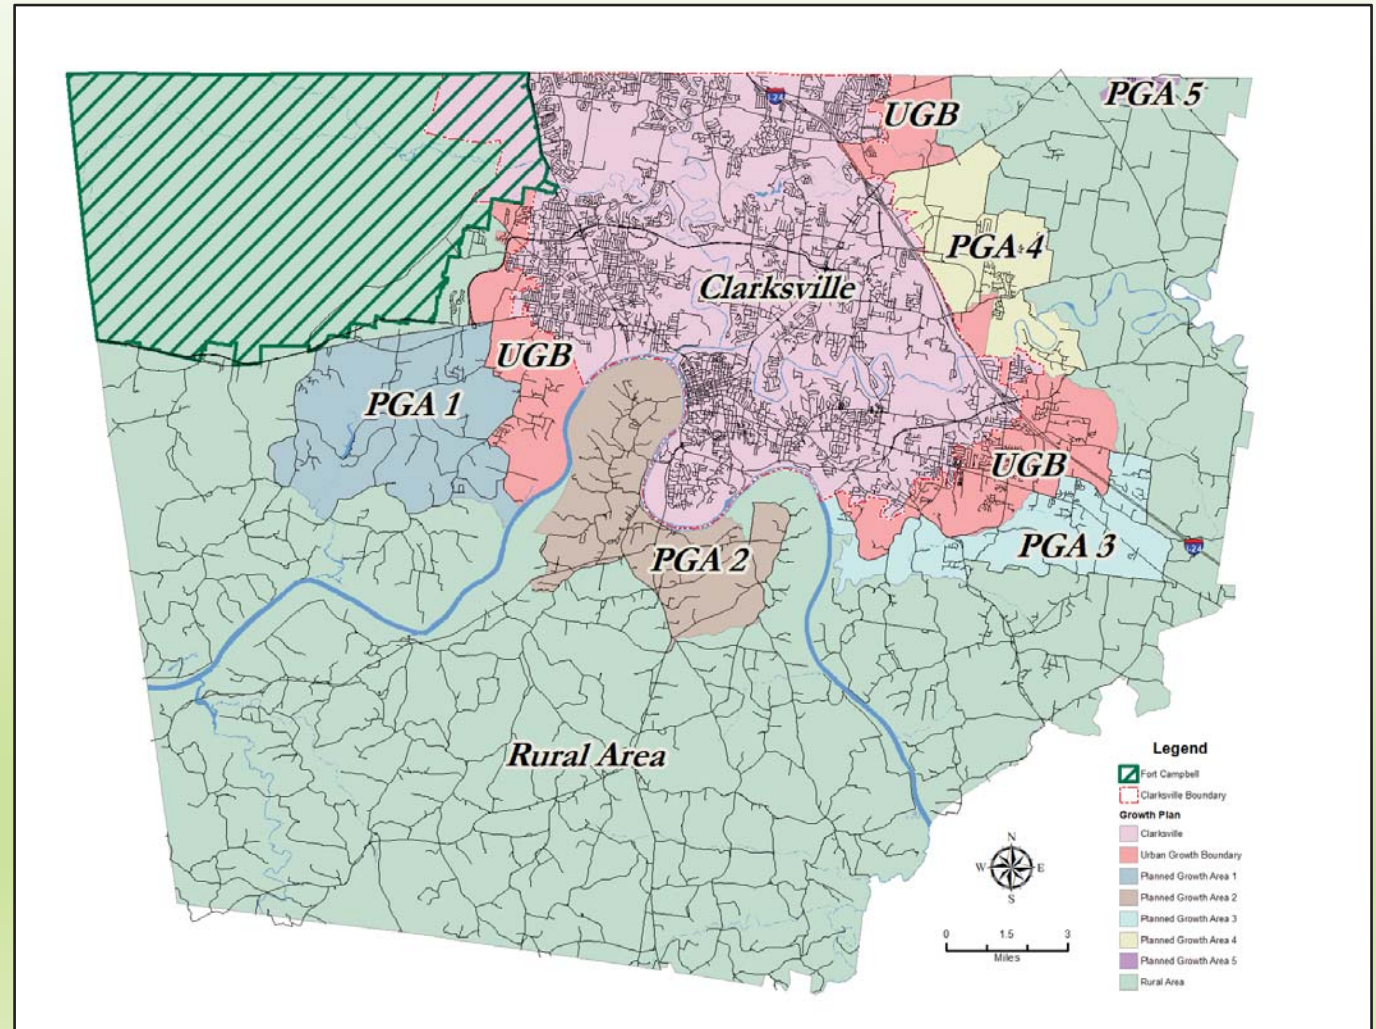 PGA 5
I-24
UGB
PGA 4
Clarksville
UGB
PGA 1
UGB
PGA 3
I-24
PGA 2
Rural Area
Legend
Fort Campbell
Clarksville Boundary
Growth Plan
Clarksville
Urban Growth Boundary
Planned Growth Area 1
Planned Growth Area 2
Planned Growth Area 3
Planned Growth Area 4
Planned Growth Area 5
Rural Area
N
W E
S
0 1.5 3
Miles